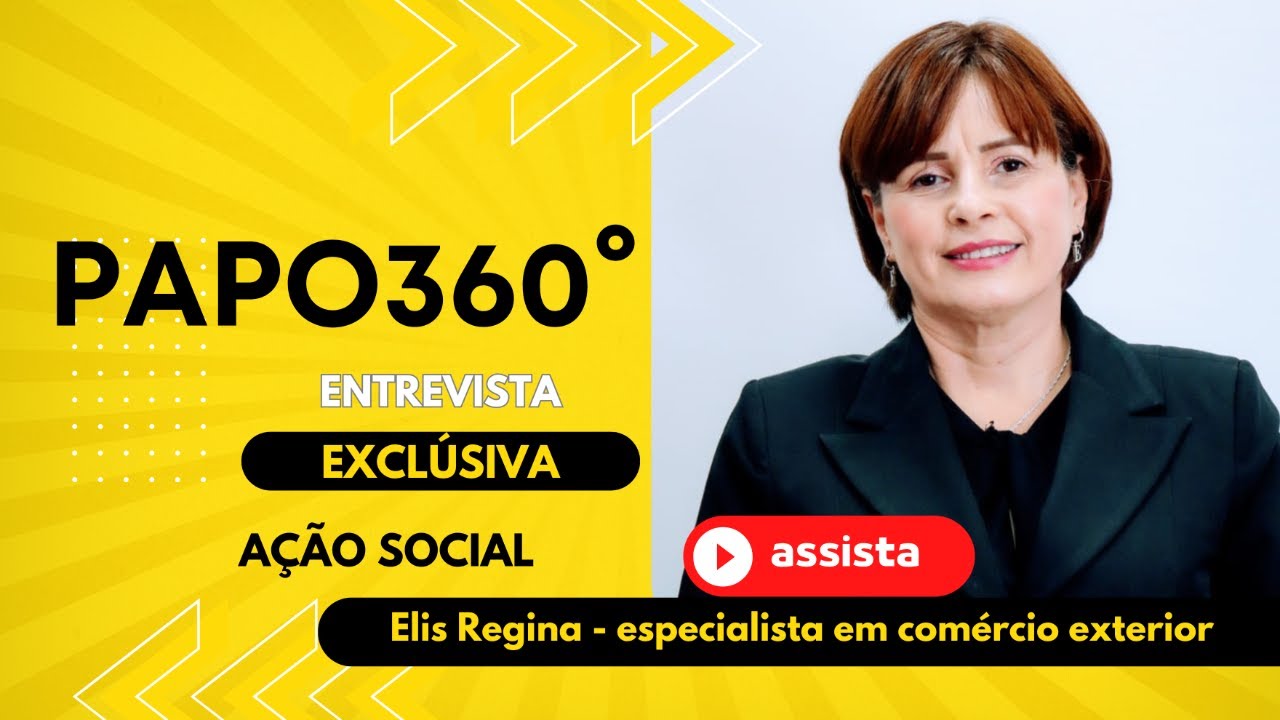 PAPO360°
ENTREVISTA
EXCLÚSIVA
AÇÃO SOCIAL
assista
Elis Regina - especialista em comércio exterior